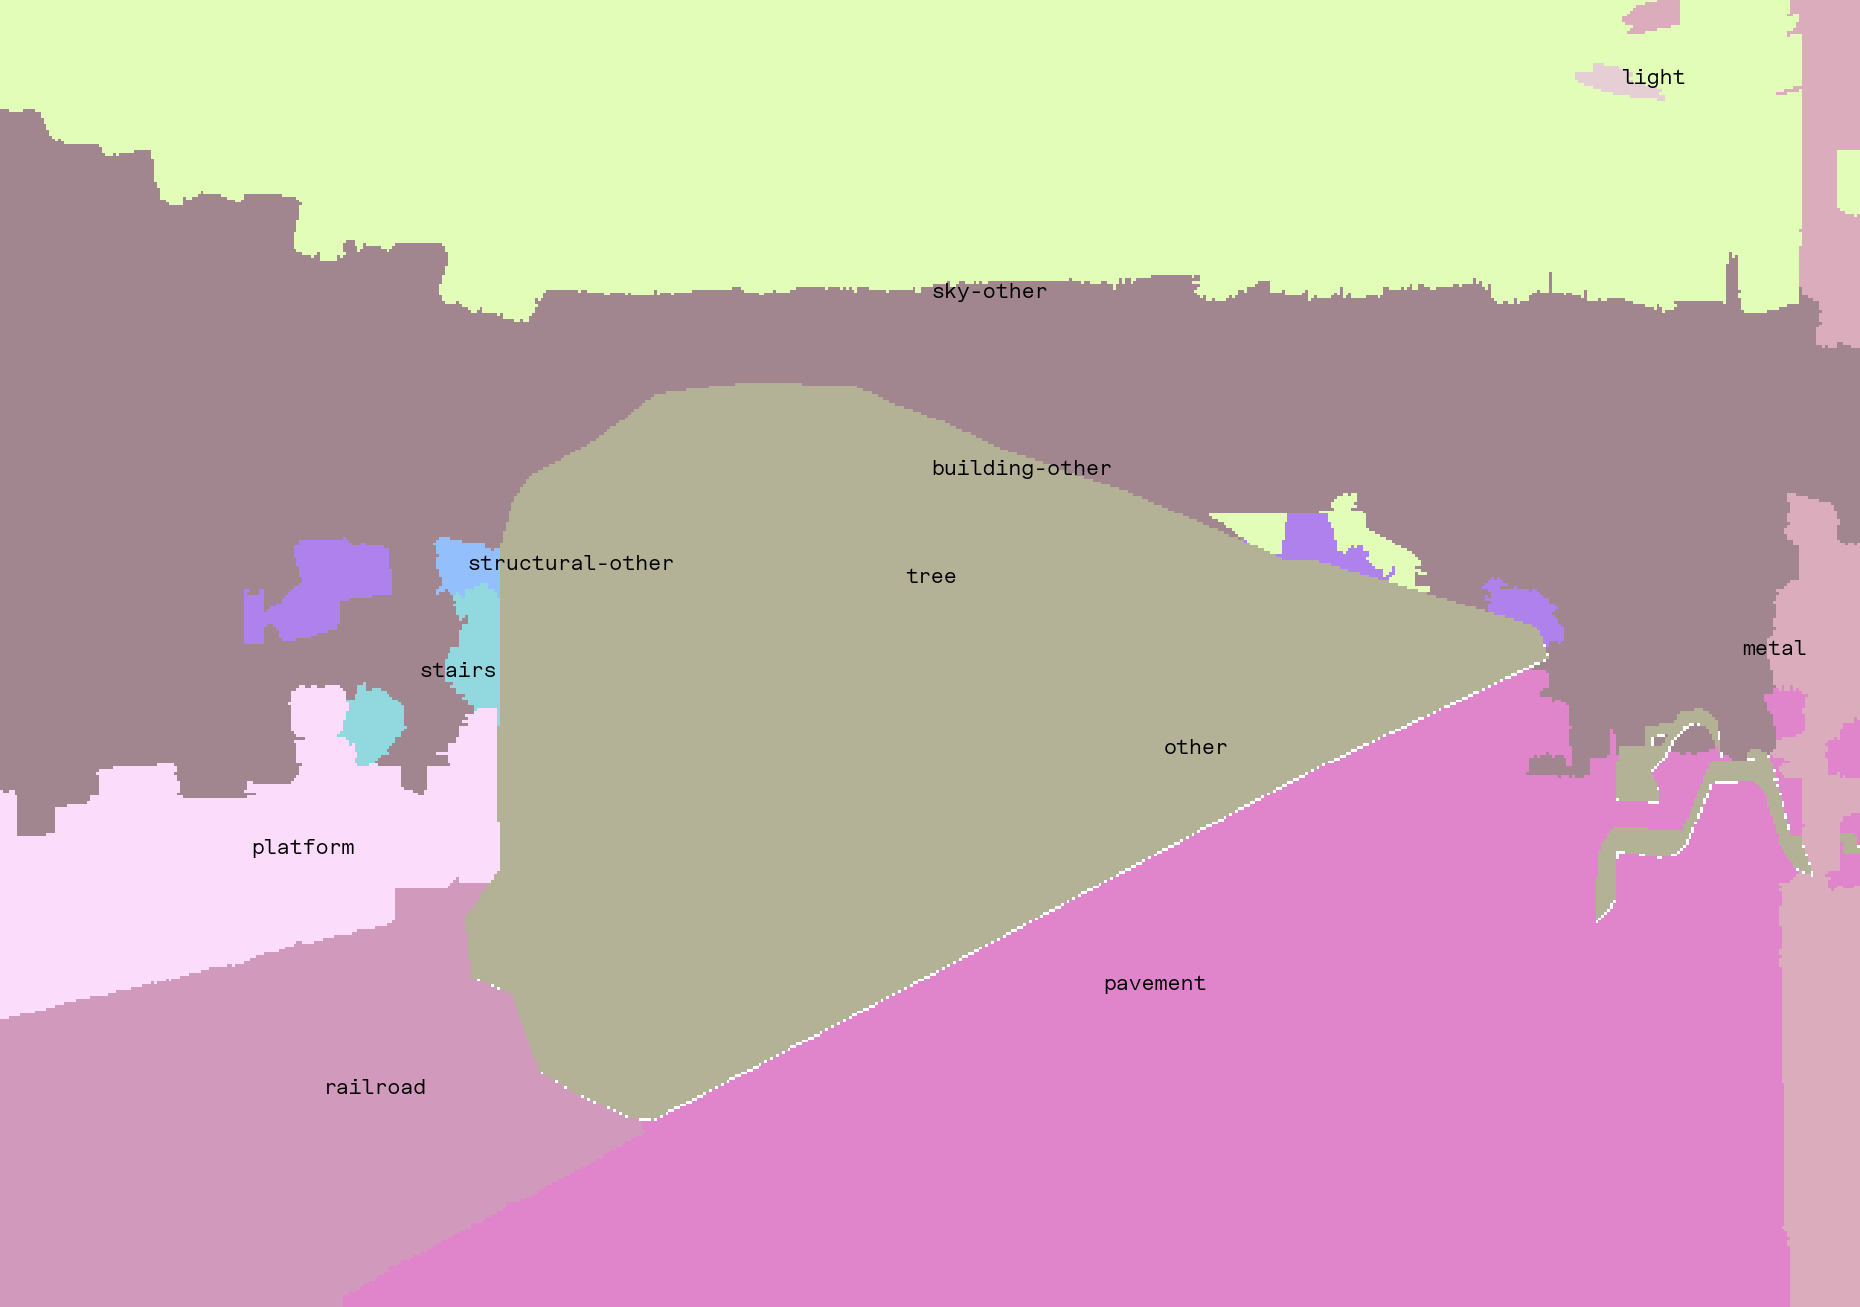 light
sky-other
building-other
structural-other
tree
metal
stairs
other
platform
pavement
railroad